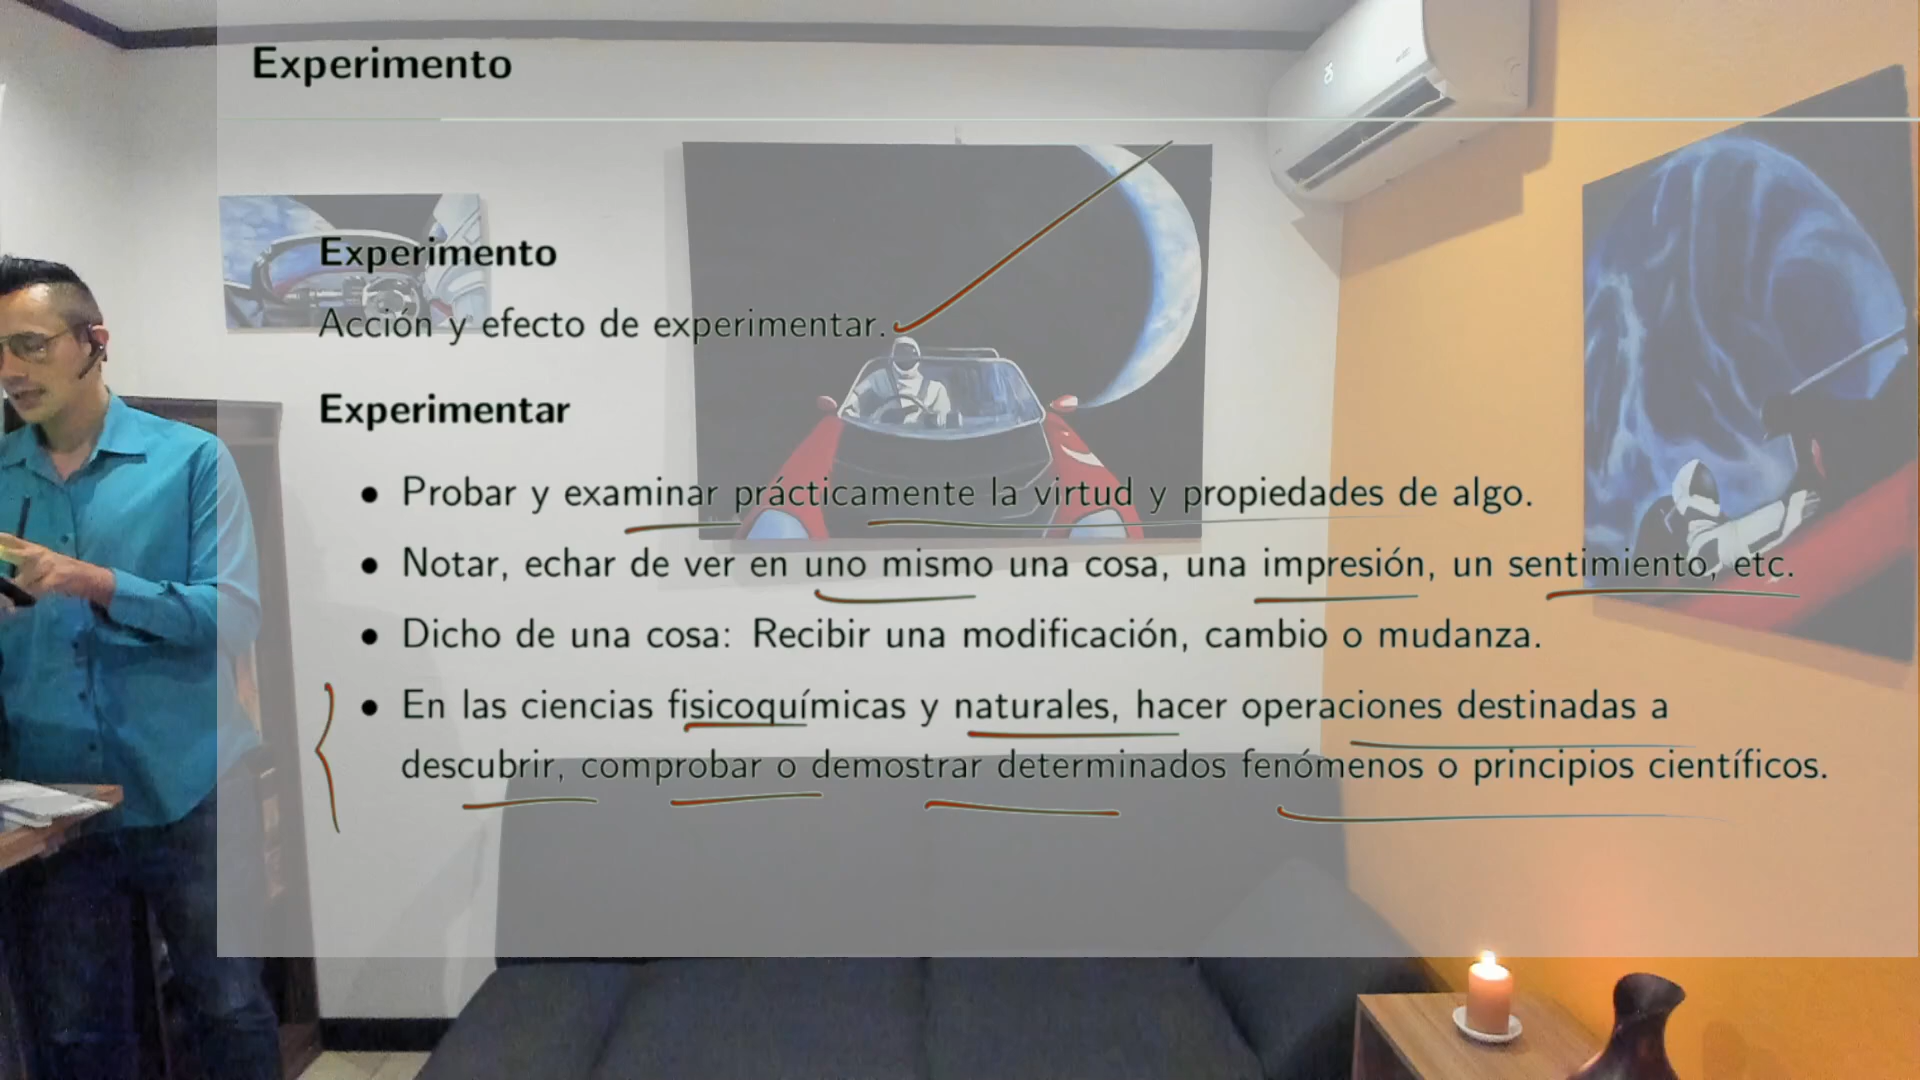 Experimento
Experimento
Acción y efecto de experimentar.
Experimentar
• Probar y examinar prácticamente la virtud y propiedades de algo.
• Notar, echar de ver en uno mismo una cosa, una impresión, un sentimiento, etc.
• Dicho de una cosa: Recibir una modificación, cambio o mudanza.
• En las ciencias fisicoquímicas y naturales, hacer operaciones destinadas a
descubrir, comprobar o demostrar determinados fenómenos o principios científicos.